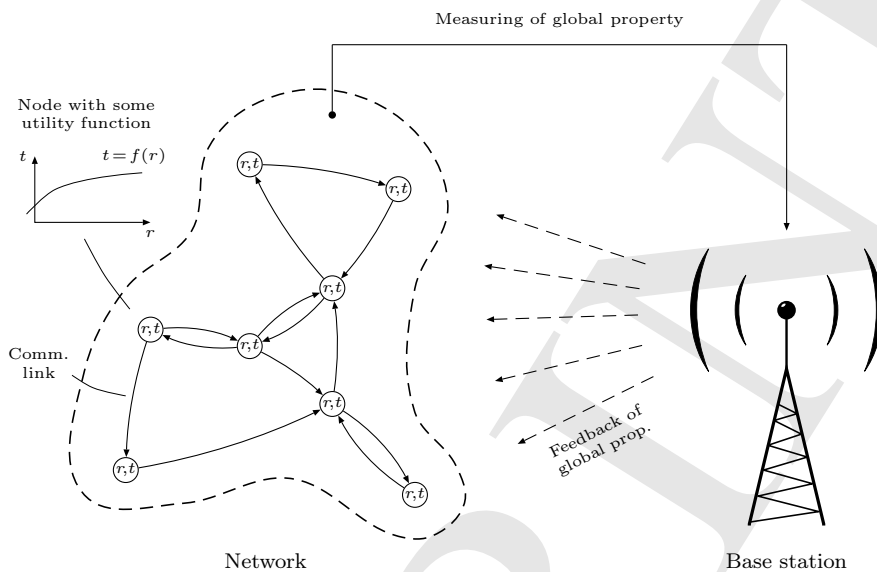 Measuring of global property
Node with some
utility function
t
t = f(r)
r
r, t
r, t
r, t
r, t
r, t
r, t
r, t
r, t
Comm.
link
Feedback of
global prop.
Network
Base station